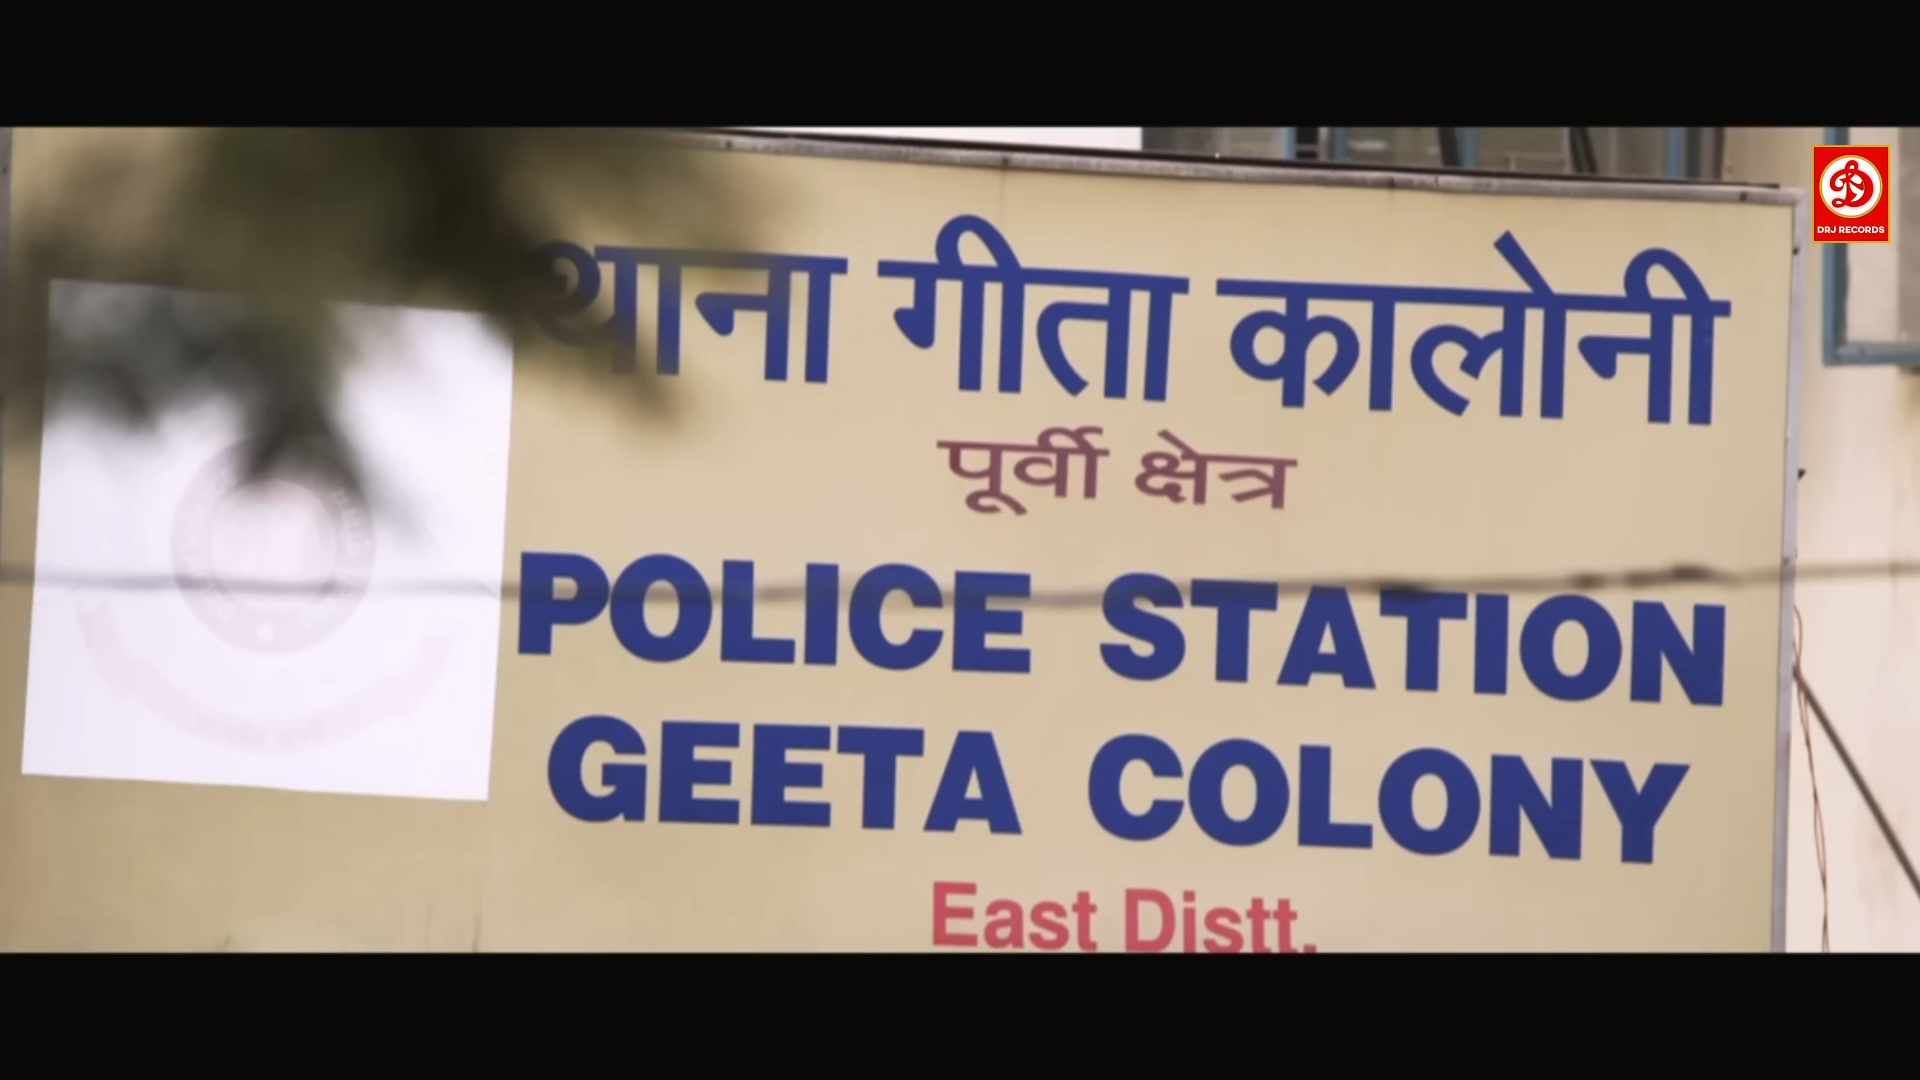 थाना गीता कालोनी
पूर्वी क्षेत्र
POLICE STATION
GEETA COLONY
East Distt.
DRJ RECORDS